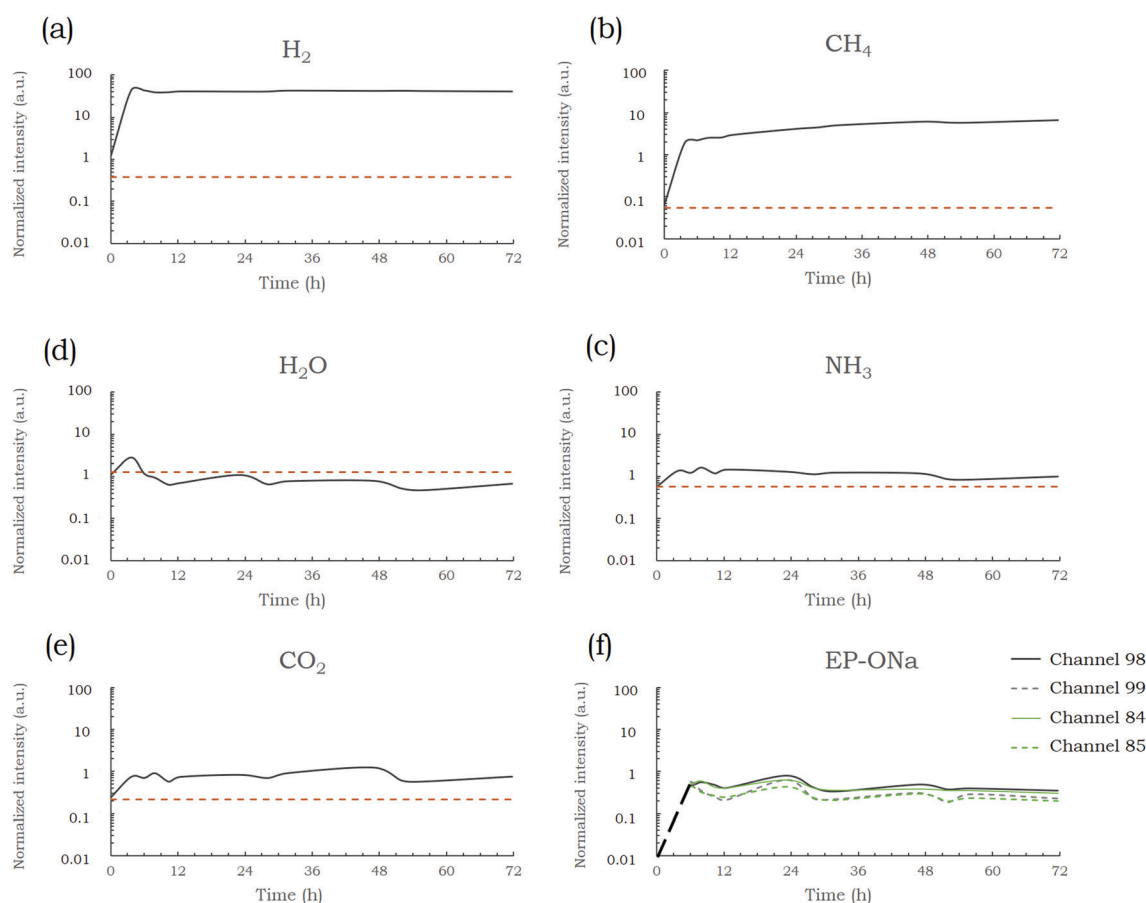 (a)
H₂
Normalized intensity (a.u.)
100
10
1
0.1
0.01
0 12 24 36 48 60 72
Time (h)
(b)
CH₄
Normalized intensity (a.u.)
100
10
1
0.1
0.01
0 12 24 36 48 60 72
Time (h)
(d)
H₂O
Normalized intensity (a.u.)
100
10
1
0.1
0.01
0 12 24 36 48 60 72
Time (h)
(c)
NH₃
Normalized intensity (a.u.)
100
10
1
0.1
0.01
0 12 24 36 48 60 72
Time (h)
(e)
CO₂
Normalized intensity (a.u.)
100
10
1
0.1
0.01
0 12 24 36 48 60 72
Time (h)
(f)
EP-ONa
Normalized intensity (a.u.)
100
10
1
0.1
0.01
0 12 24 36 48 60 72
Time (h)
Channel 98
Channel 99
Channel 84
Channel 85